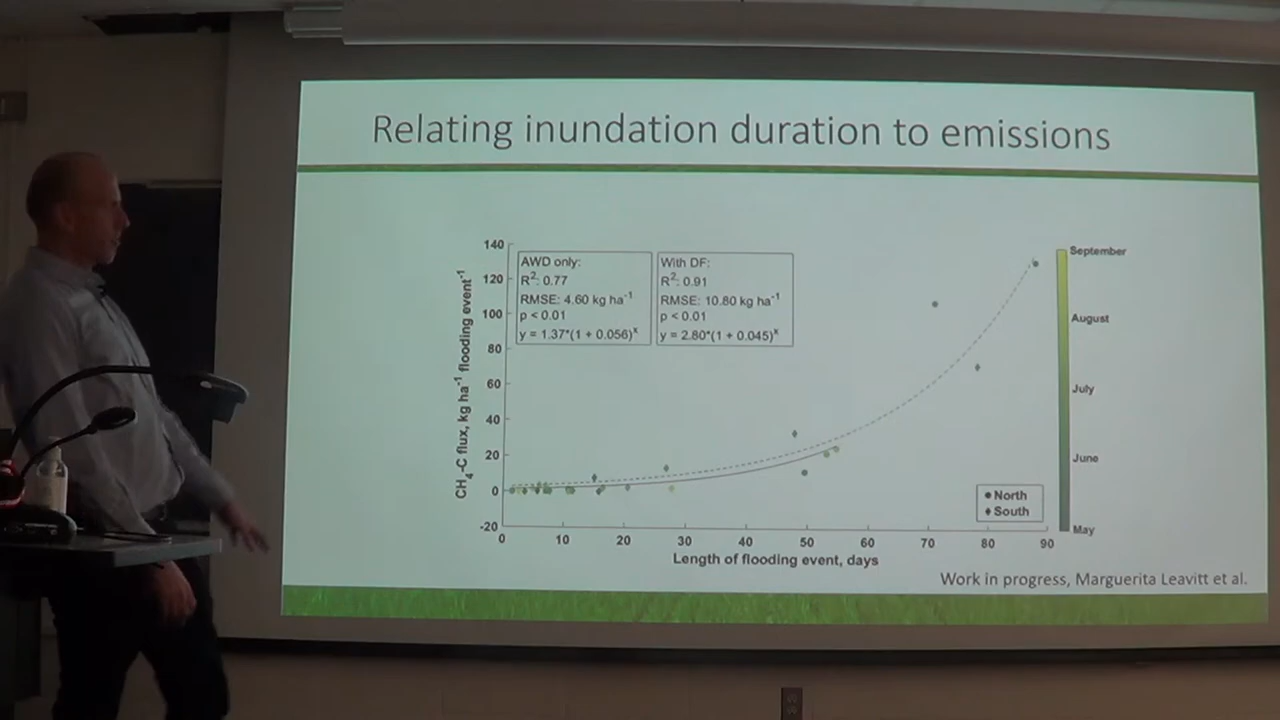 Relating inundation duration to emissions
140
120
100
80
60
40
20
0
-20
CH4-C flux, kg ha-1 flooding event-1
AWD only:
R2: 0.77
RMSE: 4.60 kg ha-1
p < 0.01
y = 1.37*(1 + 0.056)x
With DF:
R2: 0.91
RMSE: 10.80 kg ha-1
p < 0.01
y = 2.80*(1 + 0.045)x
September
August
July
June
May
North
South
0 10 20 30 40 50 60 70 80 90
Length of flooding event, days
Work in progress, Marguerita Leavitt et al.